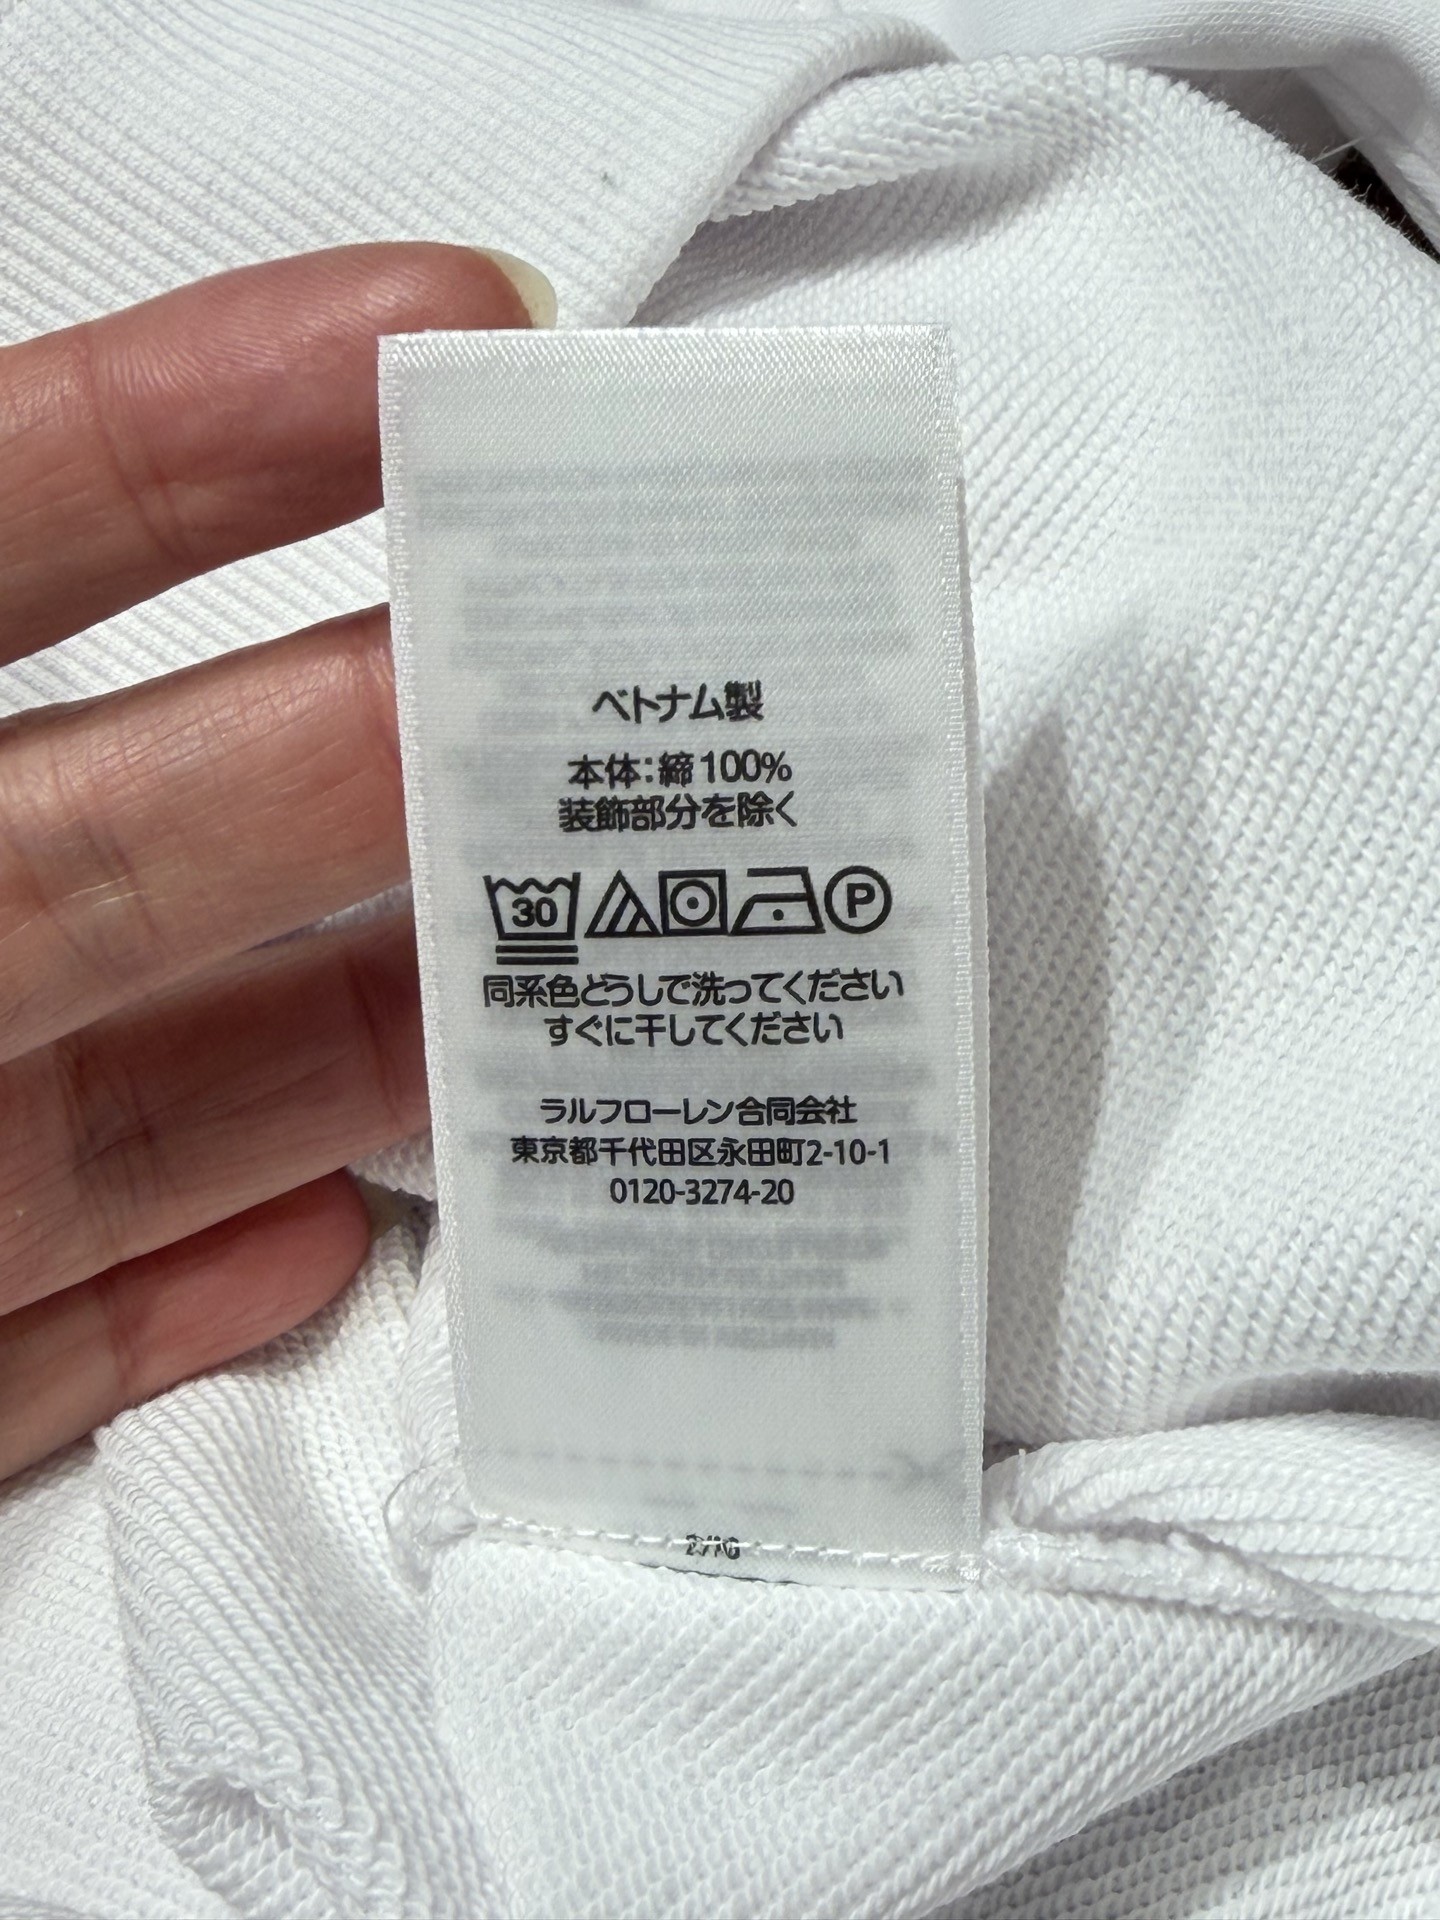 ベトナム製
本体:綿100%
装飾部分を除く
30 P
同系色どうしで洗ってください
すぐに干してください
ラルフローレン合同会社
東京都千代田区永田町2-10-1
0120-3274-20